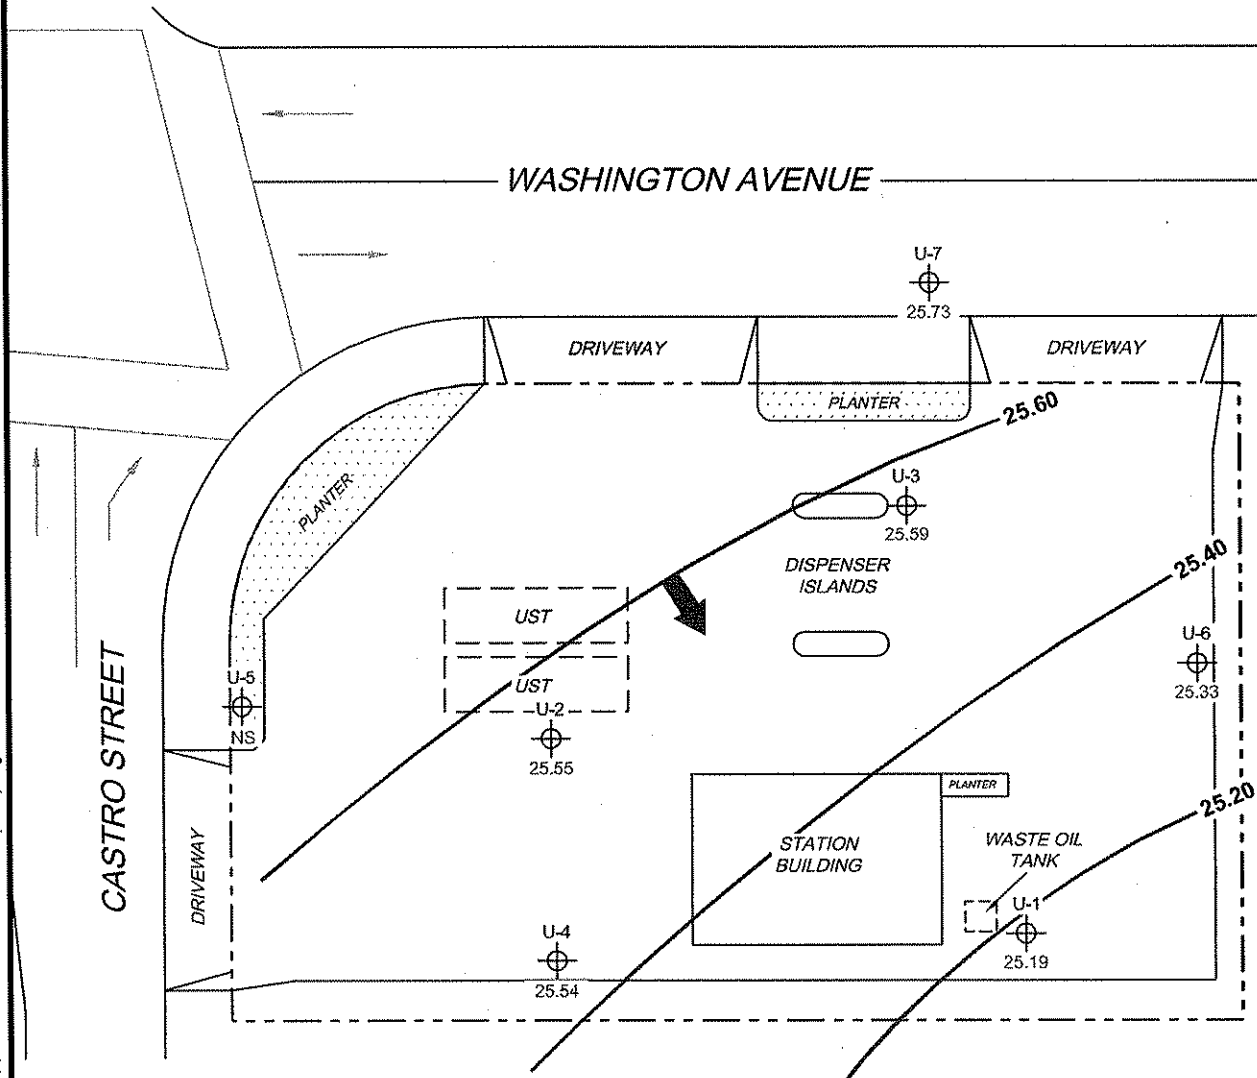 WASHINGTON AVENUE
U-7
25.73
DRIVEWAY
DRIVEWAY
PLANTER
25.60
U-3
25.59
PLANTER
DISPENSER
ISLANDS
25.40
UST
U-6
25.33
UST
U-5
NS
U-2
25.55
CASTRO STREET
PLANTER
25.20
STATION
BUILDING
WASTE OIL
TANK
DRIVEWAY
U-1
25.19
U-4
25.54